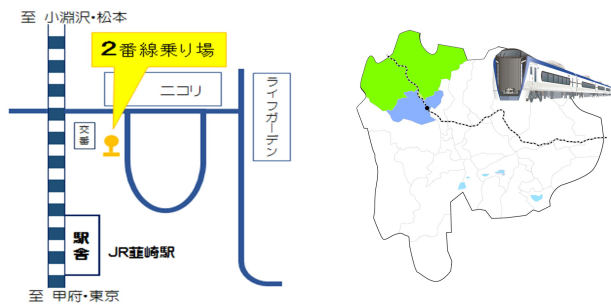 至 小淵沢・松本
2番線乗り場
ニコリ
ライフガーデン
交番
駅舎
JR韮崎駅
至 甲府・東京